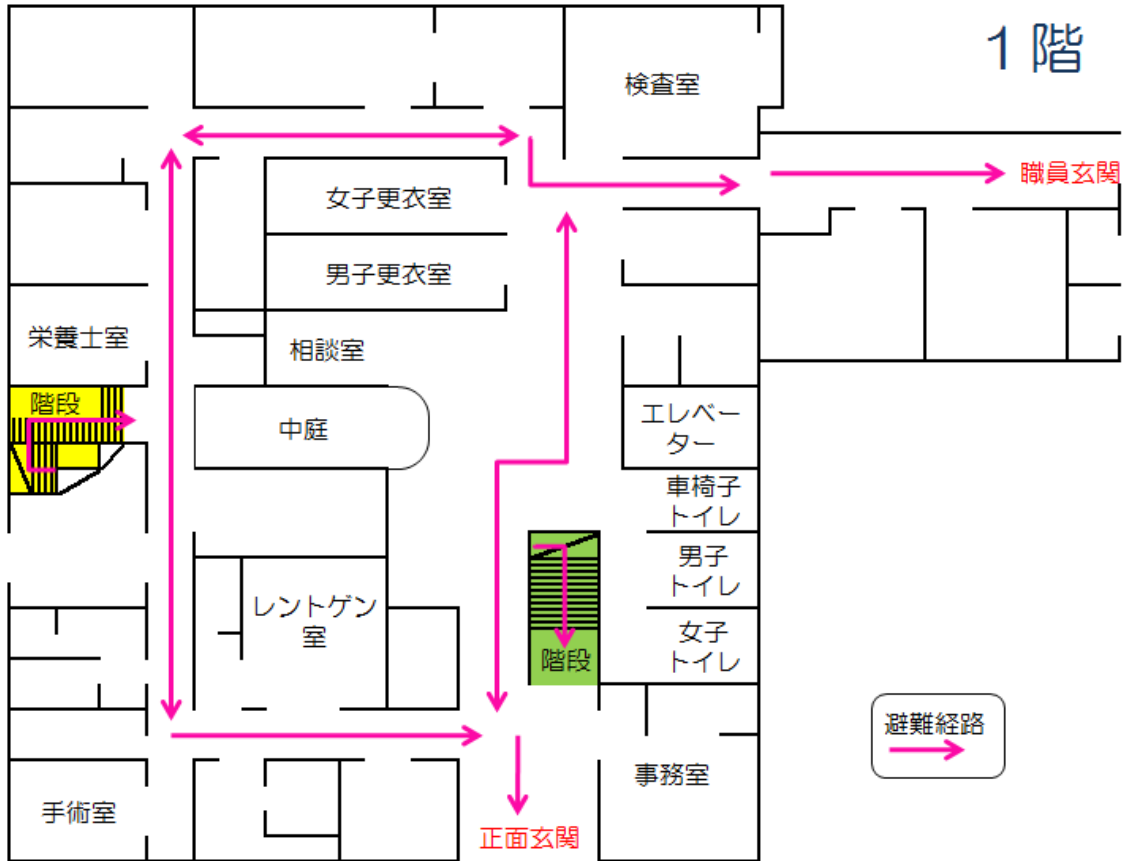 1階
検査室
職員玄関
女子更衣室
男子更衣室
栄養士室
相談室
階段
中庭
エレベー
ター
車椅子
トイレ
男子
トイレ
レントゲン
室
女子
トイレ
階段
避難経路
事務室
手術室
正面玄関